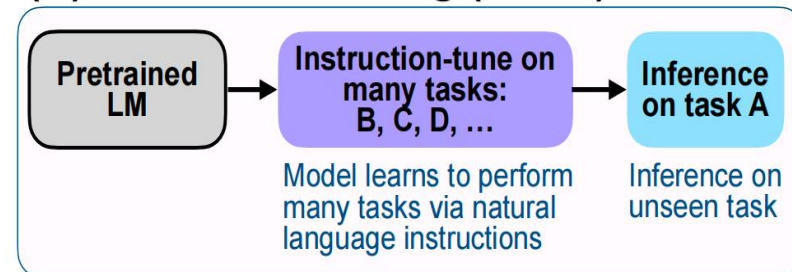 Pretrained
LM
Instruction-tune on
many tasks:
B, C, D, …
Inference
on task A
Model learns to perform
many tasks via natural
language instructions
Inference on
unseen task